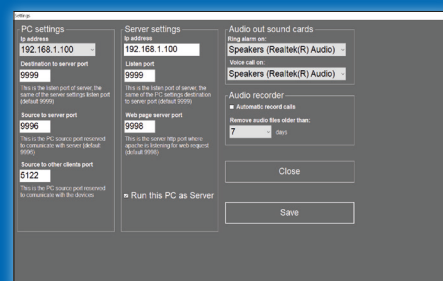 Settings
PC settings
Ip address
192.168.1.100
Destination to server port
9999
This is the listen port of server, the
same of the server settings listen port
(default 9999)
Source to server port
9996
This is the PC source port reserved
to comunicate with server (default
9996)
Source to other clients port
5122
This is the PC source port reserved
to comunicate with the devices
Server settings
Ip address
192.168.1.100
Listen port
9999
This is the listen port of server, the
same of the PC settings destination
to server port (default 9999)
Web page server port
9998
This is the server http port where
apache is listening for web request
(default 9998)
Run this PC as Server
Audio out sound cards
Ring alarm on:
Speakers (Realtek(R) Audio)
Voice call on:
Speakers (Realtek(R) Audio)
Audio recorder
Automatic record calls
Remove audio files older than:
7 days
Close
Save